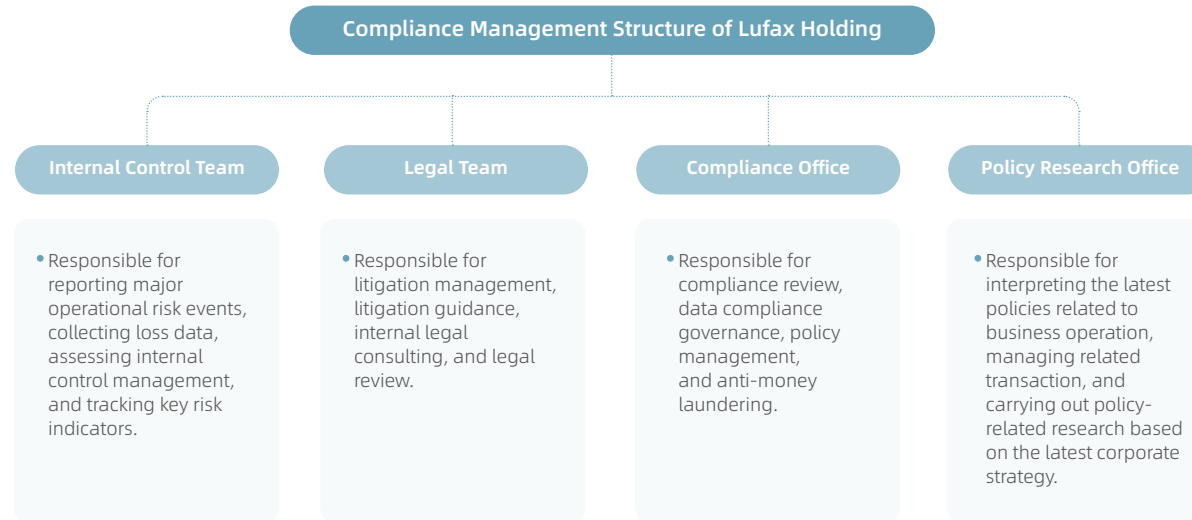 Compliance Management Structure of Lufax Holding
Internal Control Team
• Responsible for
reporting major
operational risk events,
collecting loss data,
assessing internal
control management,
and tracking key risk
indicators.
Legal Team
• Responsible for
litigation management,
litigation guidance,
internal legal
consulting, and legal
review.
Compliance Office
• Responsible for
compliance review,
data compliance
governance, policy
management,
and anti-money
laundering.
Policy Research Office
• Responsible for
interpreting the latest
policies related to
business operation,
managing related
transaction, and
carrying out policy-
related research based
on the latest corporate
strategy.